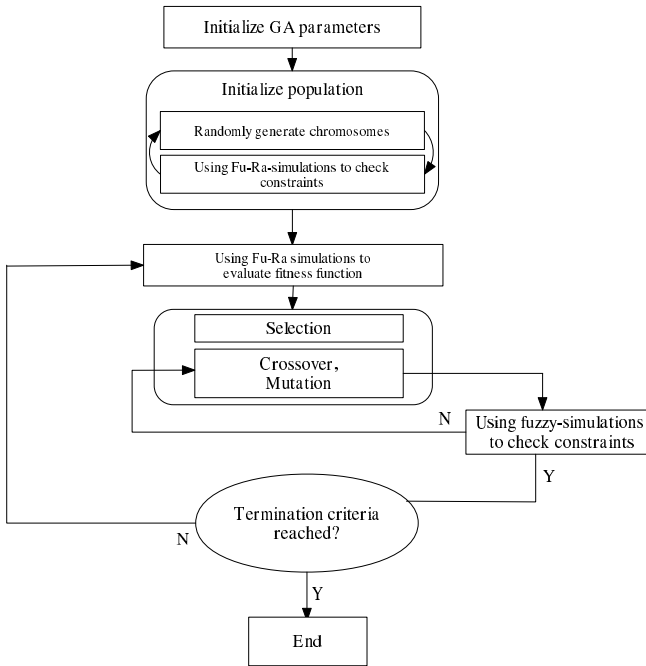 Initialize GA parameters
Initialize population
Randomly generate chromosomes
Using Fu-Ra-simulations to check
constraints
Using Fu-Ra simulations to
evaluate fitness function
Selection
Crossover,
Mutation
N
Using fuzzy-simulations
to check constraints
Y
Termination criteria
reached?
N
Y
End